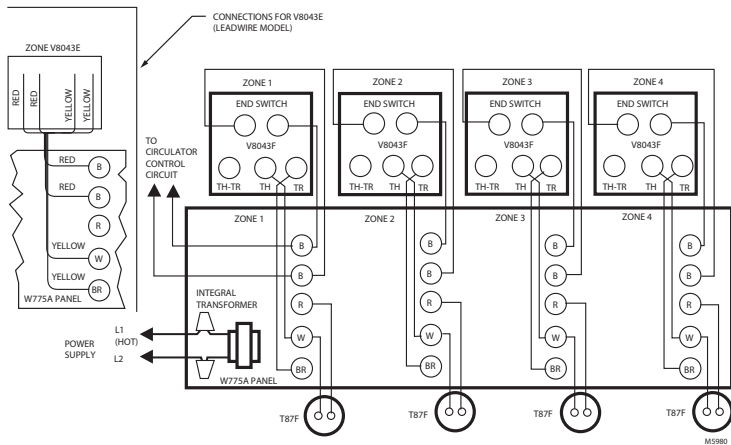 CONNECTIONS FOR V8043E
(LEADWIRE MODEL)
ZONE V8043E
RED
RED
YELLOW
YELLOW
RED
B
RED
B
R
YELLOW
W
YELLOW
BR
W775A PANEL
TO
CIRCULATOR
CONTROL
CIRCUIT
ZONE 1
END SWITCH
V8043F
TH-TR
TH
TR
ZONE 2
END SWITCH
V8043F
TH-TR
TH
TR
ZONE 3
END SWITCH
V8043F
TH-TR
TH
TR
ZONE 4
END SWITCH
V8043F
TH-TR
TH
TR
ZONE 1
B
B
R
W
BR
ZONE 2
B
B
R
W
BR
ZONE 3
B
B
R
W
BR
ZONE 4
B
B
R
W
BR
INTEGRAL
TRANSFORMER
POWER
SUPPLY
L1
(HOT)
L2
W775A PANEL
T87F
T87F
T87F
T87F
M5980